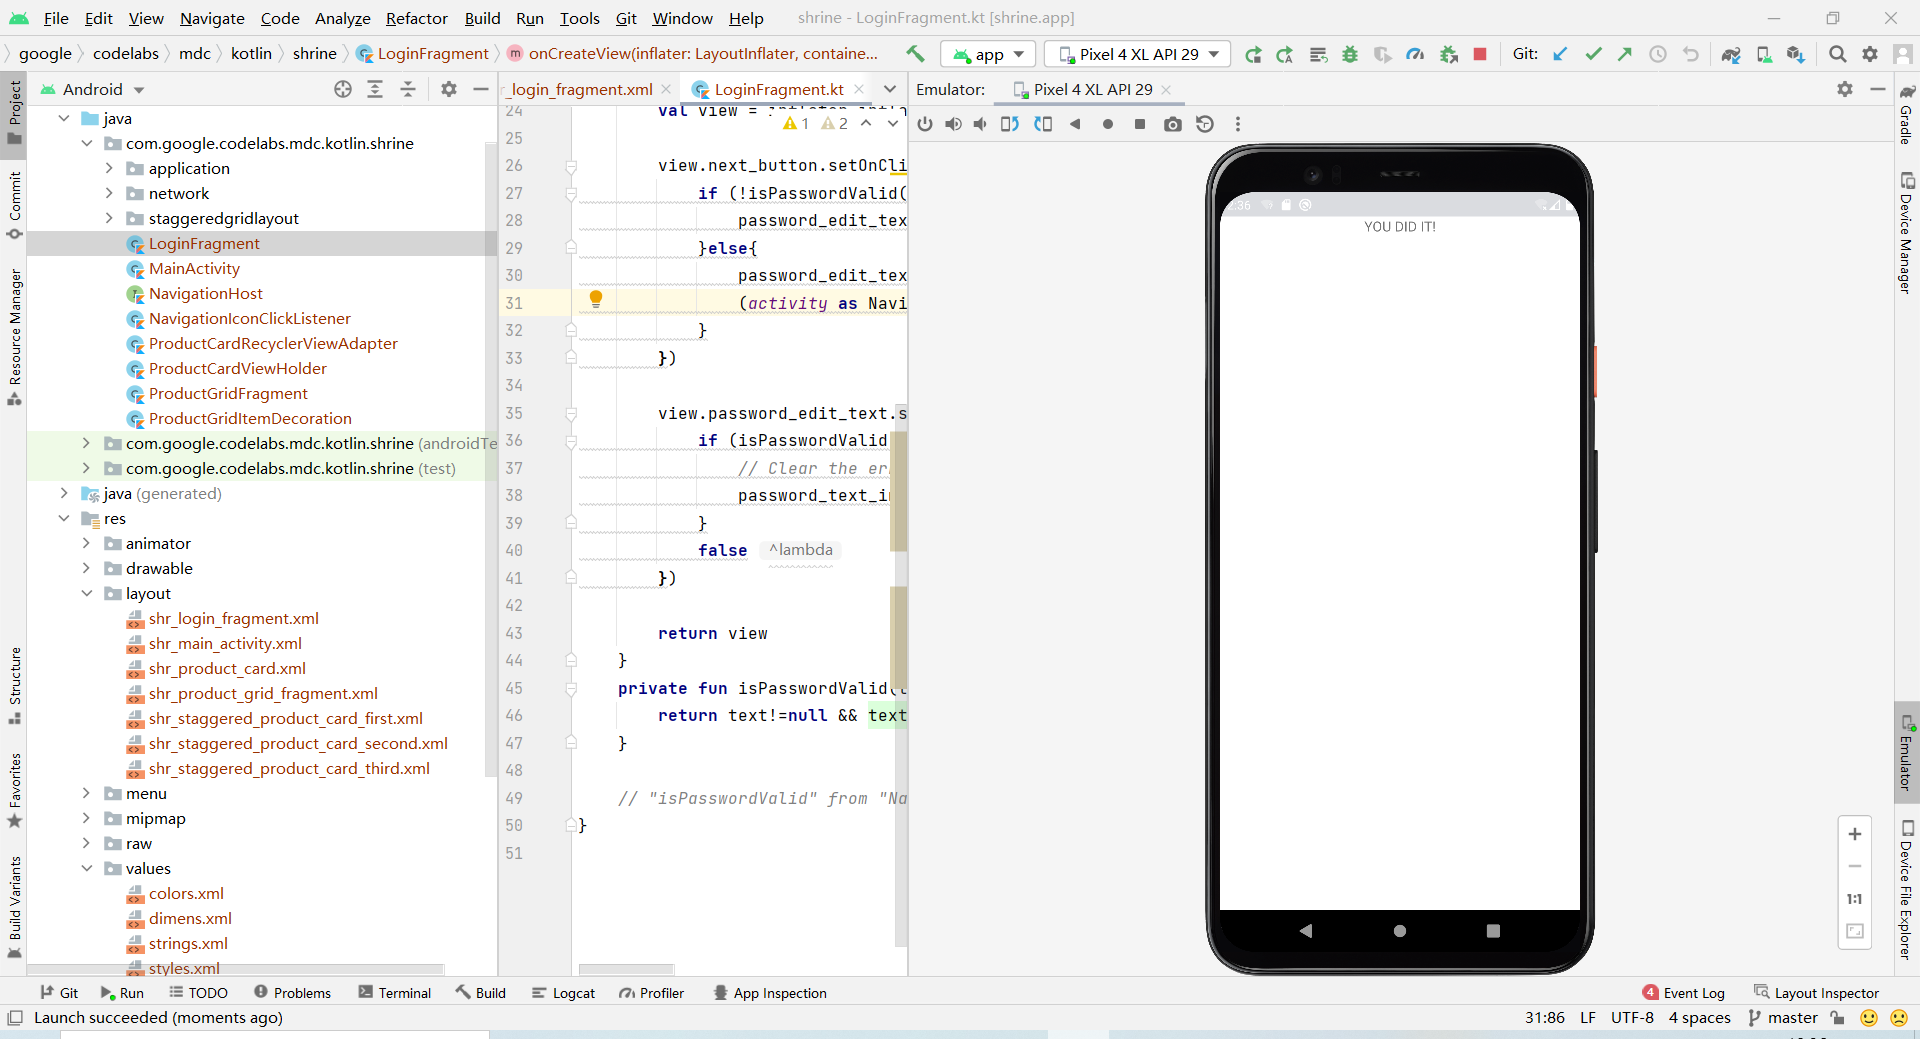 File Edit View Navigate Code Analyze Refactor Build Run Tools Git Window Help shrine - LoginFragment.kt [shrine.app]
google codelabs mdc kotlin shrine LoginFragment onCreateView(inflater: LayoutInflater, containe... app Pixel 4 XL API 29 Git:
Android
_login_fragment.xml LoginFragment.kt
Emulator: Pixel 4 XL API 29
Project
Commit
Resource Manager
Structure
Favorites
Build Variants
java
com.google.codelabs.mdc.kotlin.shrine
application
network
staggeredgridlayout
LoginFragment
MainActivity
NavigationHost
NavigationIconClickListener
ProductCardRecyclerViewAdapter
ProductCardViewHolder
ProductGridFragment
ProductGridItemDecoration
com.google.codelabs.mdc.kotlin.shrine (androidTe
com.google.codelabs.mdc.kotlin.shrine (test)
java (generated)
res
animator
drawable
layout
shr_login_fragment.xml
shr_main_activity.xml
shr_product_card.xml
shr_product_grid_fragment.xml
shr_staggered_product_card_first.xml
shr_staggered_product_card_second.xml
shr_staggered_product_card_third.xml
menu
mipmap
raw
values
colors.xml
dimens.xml
strings.xml
styles.xml
24 val view =
1 2
25
26 view.next_button.setOnCli
27 if (!isPasswordValid(
28 password_edit_tex
29 }else{
30 password_edit_tex
31 (activity as Navi
32 }
33 })
34
35 view.password_edit_text.s
36 if (isPasswordValid
37 // Clear the er
38 password_text_i
39 }
40 false ^lambda
41 })
42
43 return view
44 }
45 private fun isPasswordValid(
46 return text!=null && text
47 }
48
49 // "isPasswordValid" from "Na
50 }
51
:36
YOU DID IT!
1:1
Gradle
Device Manager
Emulator
Device File Explorer
Git Run TODO Problems Terminal Build Logcat Profiler App Inspection 4 Event Log Layout Inspector
Launch succeeded (moments ago) 31:86 LF UTF-8 4 spaces master